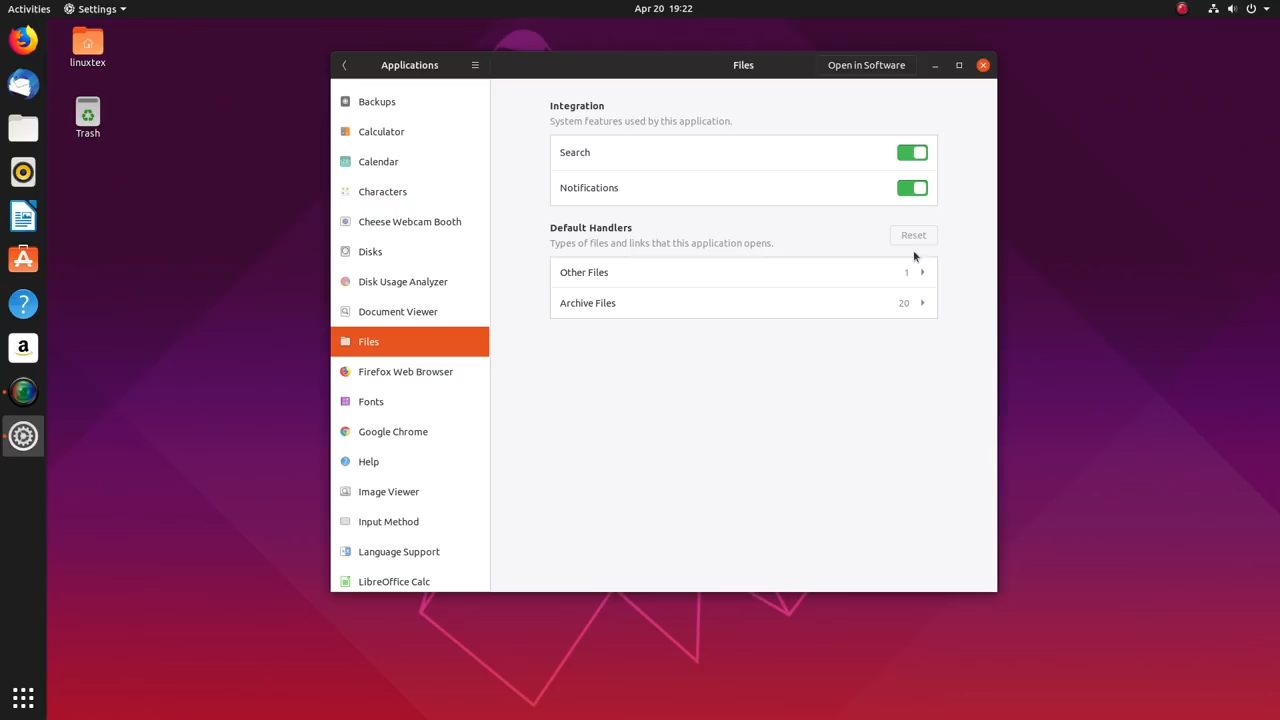 Activities
Settings
Apr 20 19:22
linuxtex
Trash
Applications
Files
Open in Software
Backups
Calculator
Calendar
Characters
Cheese Webcam Booth
Disks
Disk Usage Analyzer
Document Viewer
Files
Firefox Web Browser
Fonts
Google Chrome
Help
Image Viewer
Input Method
Language Support
LibreOffice Calc
Integration
System features used by this application.
Search
Notifications
Default Handlers
Types of files and links that this application opens.
Reset
Other Files 1
Archive Files 20